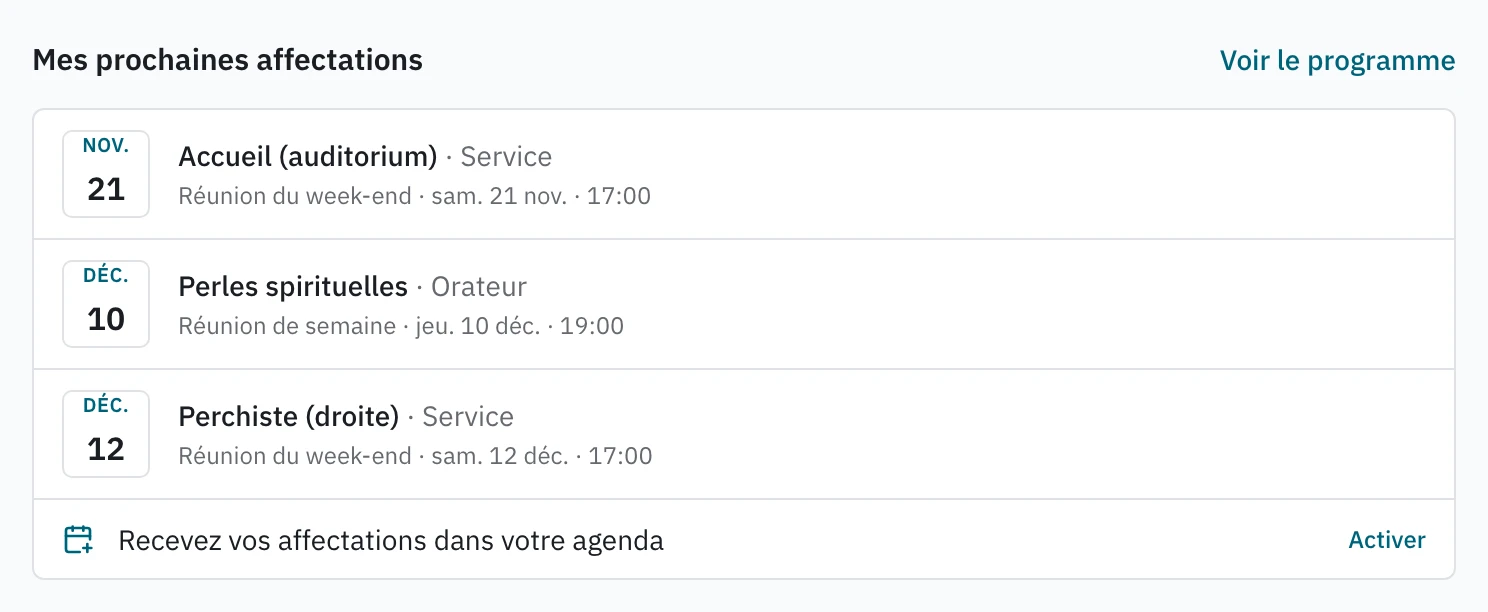 Mes prochaines affectations
Voir le programme
NOV.
21
Accueil (auditorium) · Service
Réunion du week-end · sam. 21 nov. · 17:00
DÉC.
10
Perles spirituelles · Orateur
Réunion de semaine · jeu. 10 déc. · 19:00
DÉC.
12
Perchiste (droite) · Service
Réunion du week-end · sam. 12 déc. · 17:00
Recevez vos affectations dans votre agenda
Activer